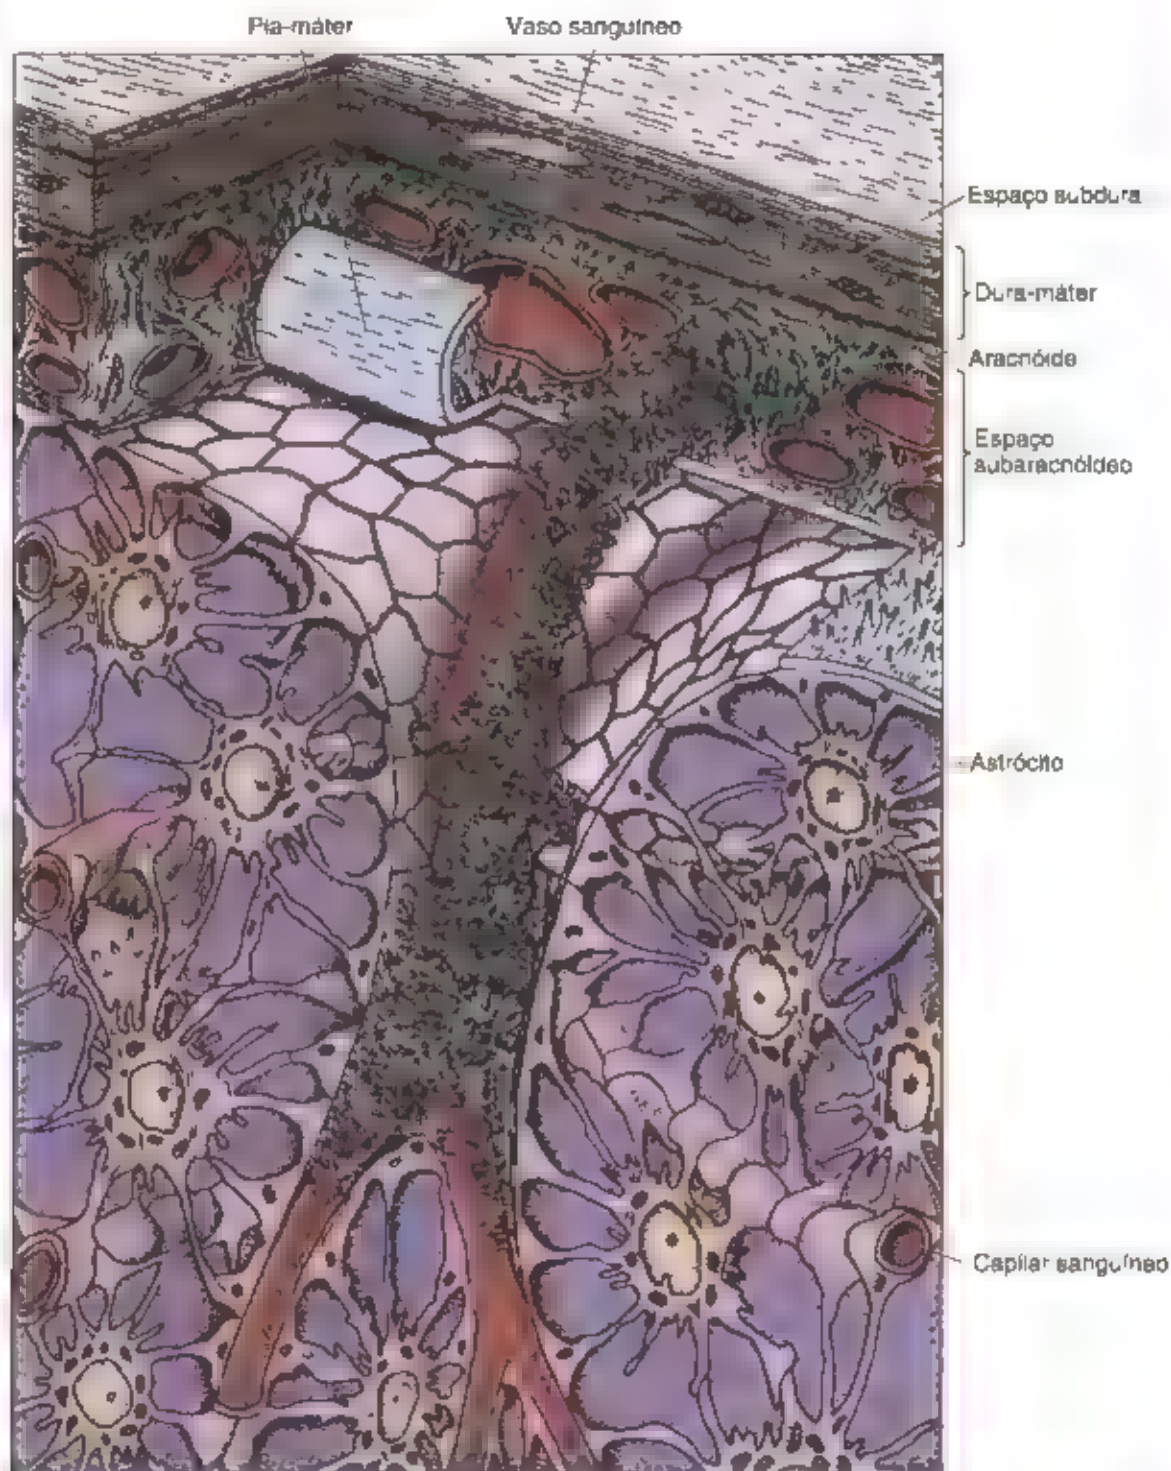 Pia-máter
Vaso sanguíneo
Espaço subdura
Dura-máter
Aracnóide
Espaço
subaracnóideo
Astrócito
Capilar sanguíneo